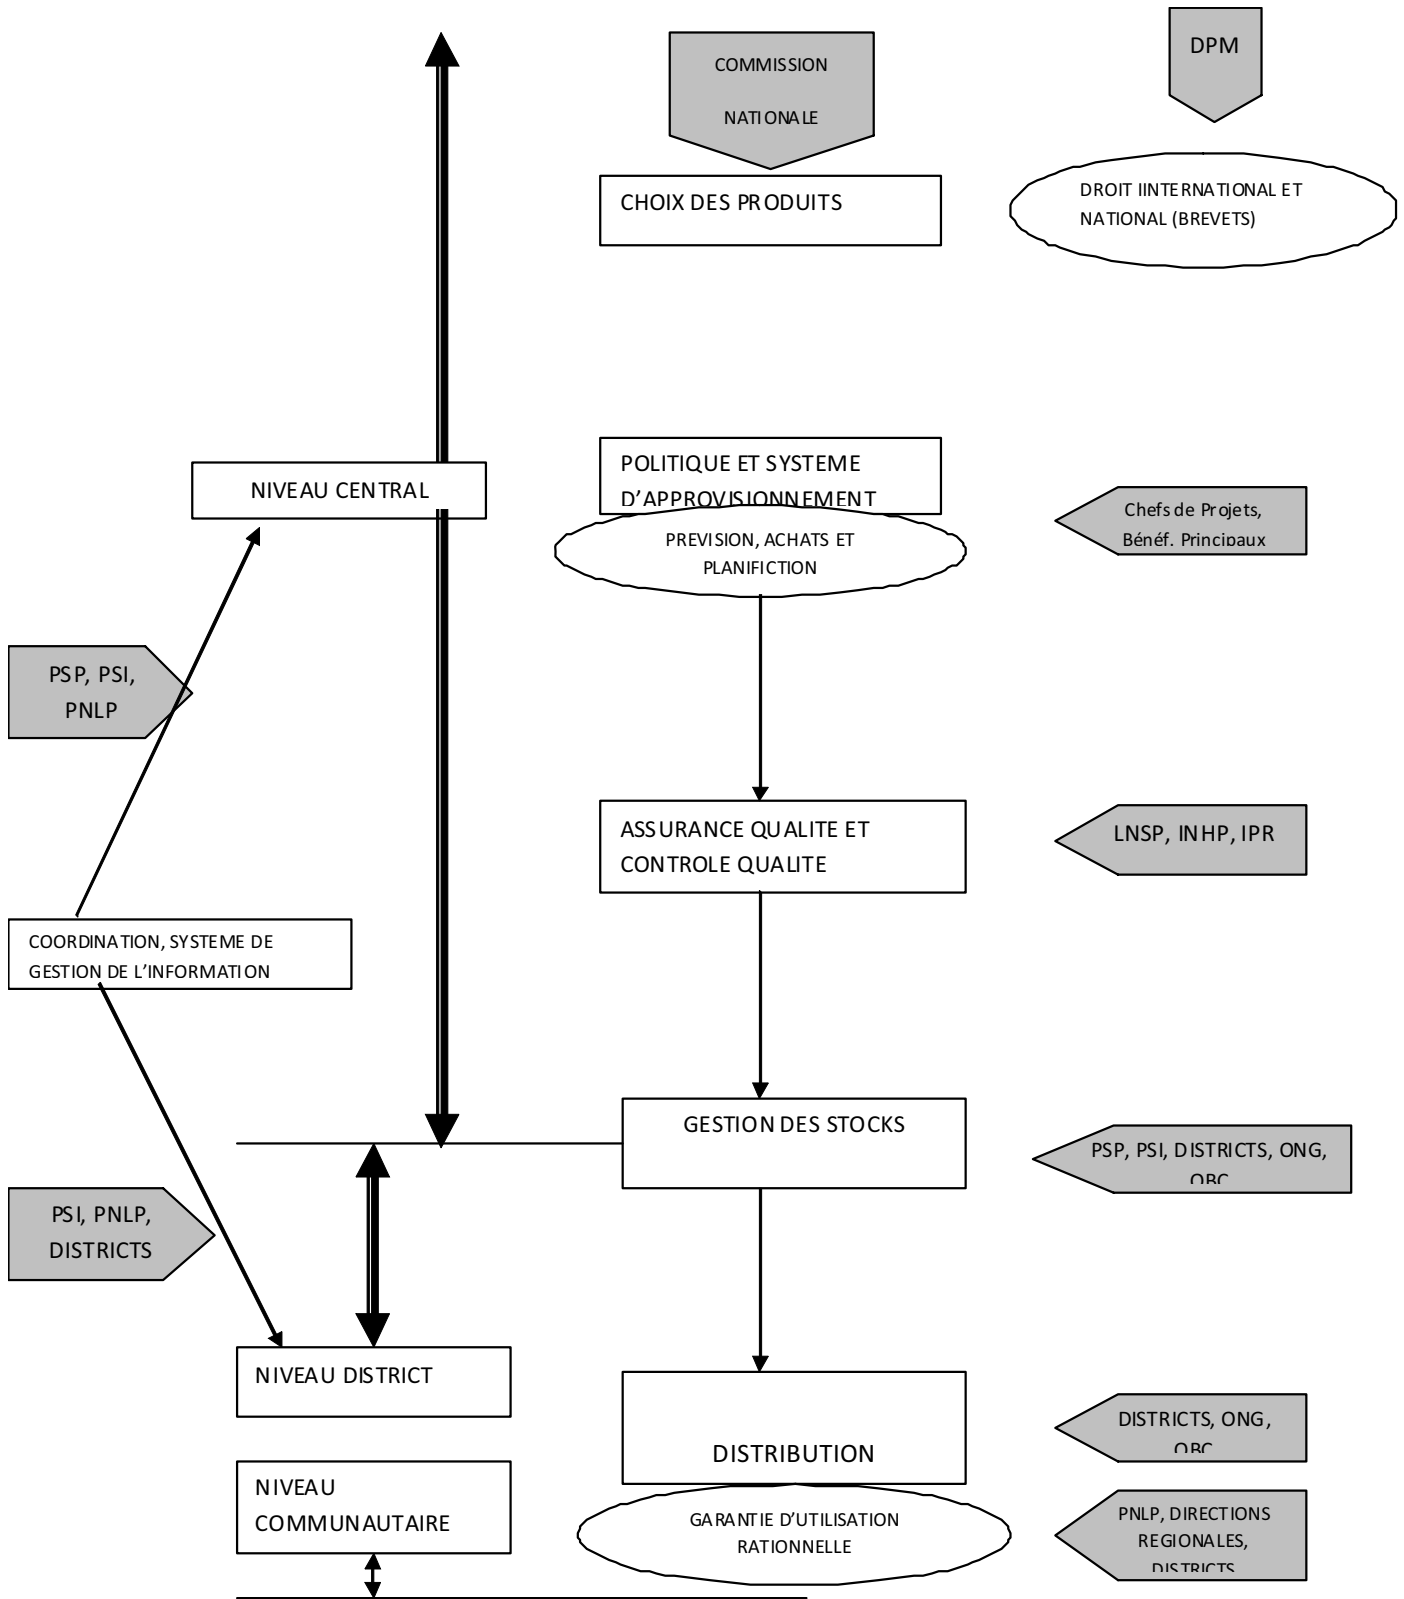 COMMISSION
NATIONALE
DPM
CHOIX DES PRODUITS
DROIT IINTERNATIONAL ET
NATIONAL (BREVETS)
NIVEAU CENTRAL
POLITIQUE ET SYSTEME
D’APPROVISIONNEMENT
PREVISION, ACHATS ET
PLANIFICTION
Chefs de Projets,
Bénéf. Principaux
PSP, PSI,
PNLP
ASSURANCE QUALITE ET
CONTROLE QUALITE
LNSP, INHP, IPR
COORDINATION, SYSTEME DE
GESTION DE L’INFORMATION
GESTION DES STOCKS
PSP, PSI, DISTRICTS, ONG,
OBC
PSI, PNLP,
DISTRICTS
NIVEAU DISTRICT
DISTRIBUTION
DISTRICTS, ONG,
OBC
NIVEAU
COMMUNAUTAIRE
GARANTIE D’UTILISATION
RATIONNELLE
PNLP, DIRECTIONS
REGIONALES,
DISTRICTS